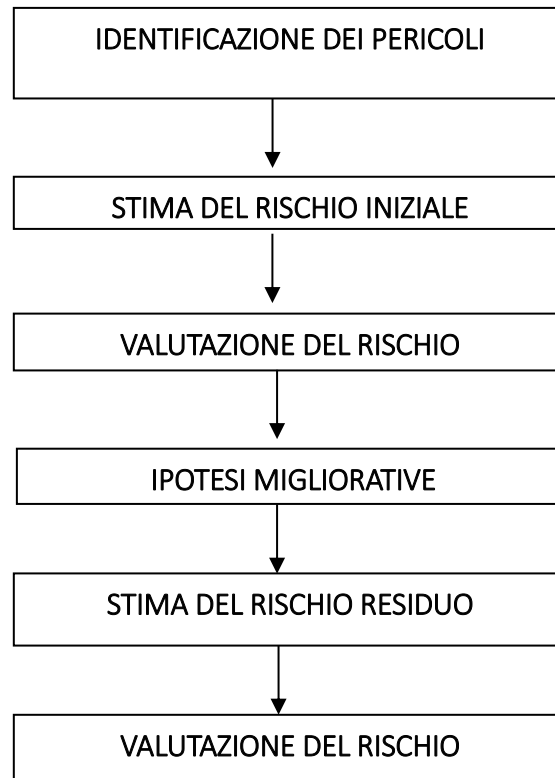 IDENTIFICAZIONE DEI PERICOLI
STIMA DEL RISCHIO INIZIALE
VALUTAZIONE DEL RISCHIO
IPOTESI MIGLIORATIVE
STIMA DEL RISCHIO RESIDUO
VALUTAZIONE DEL RISCHIO